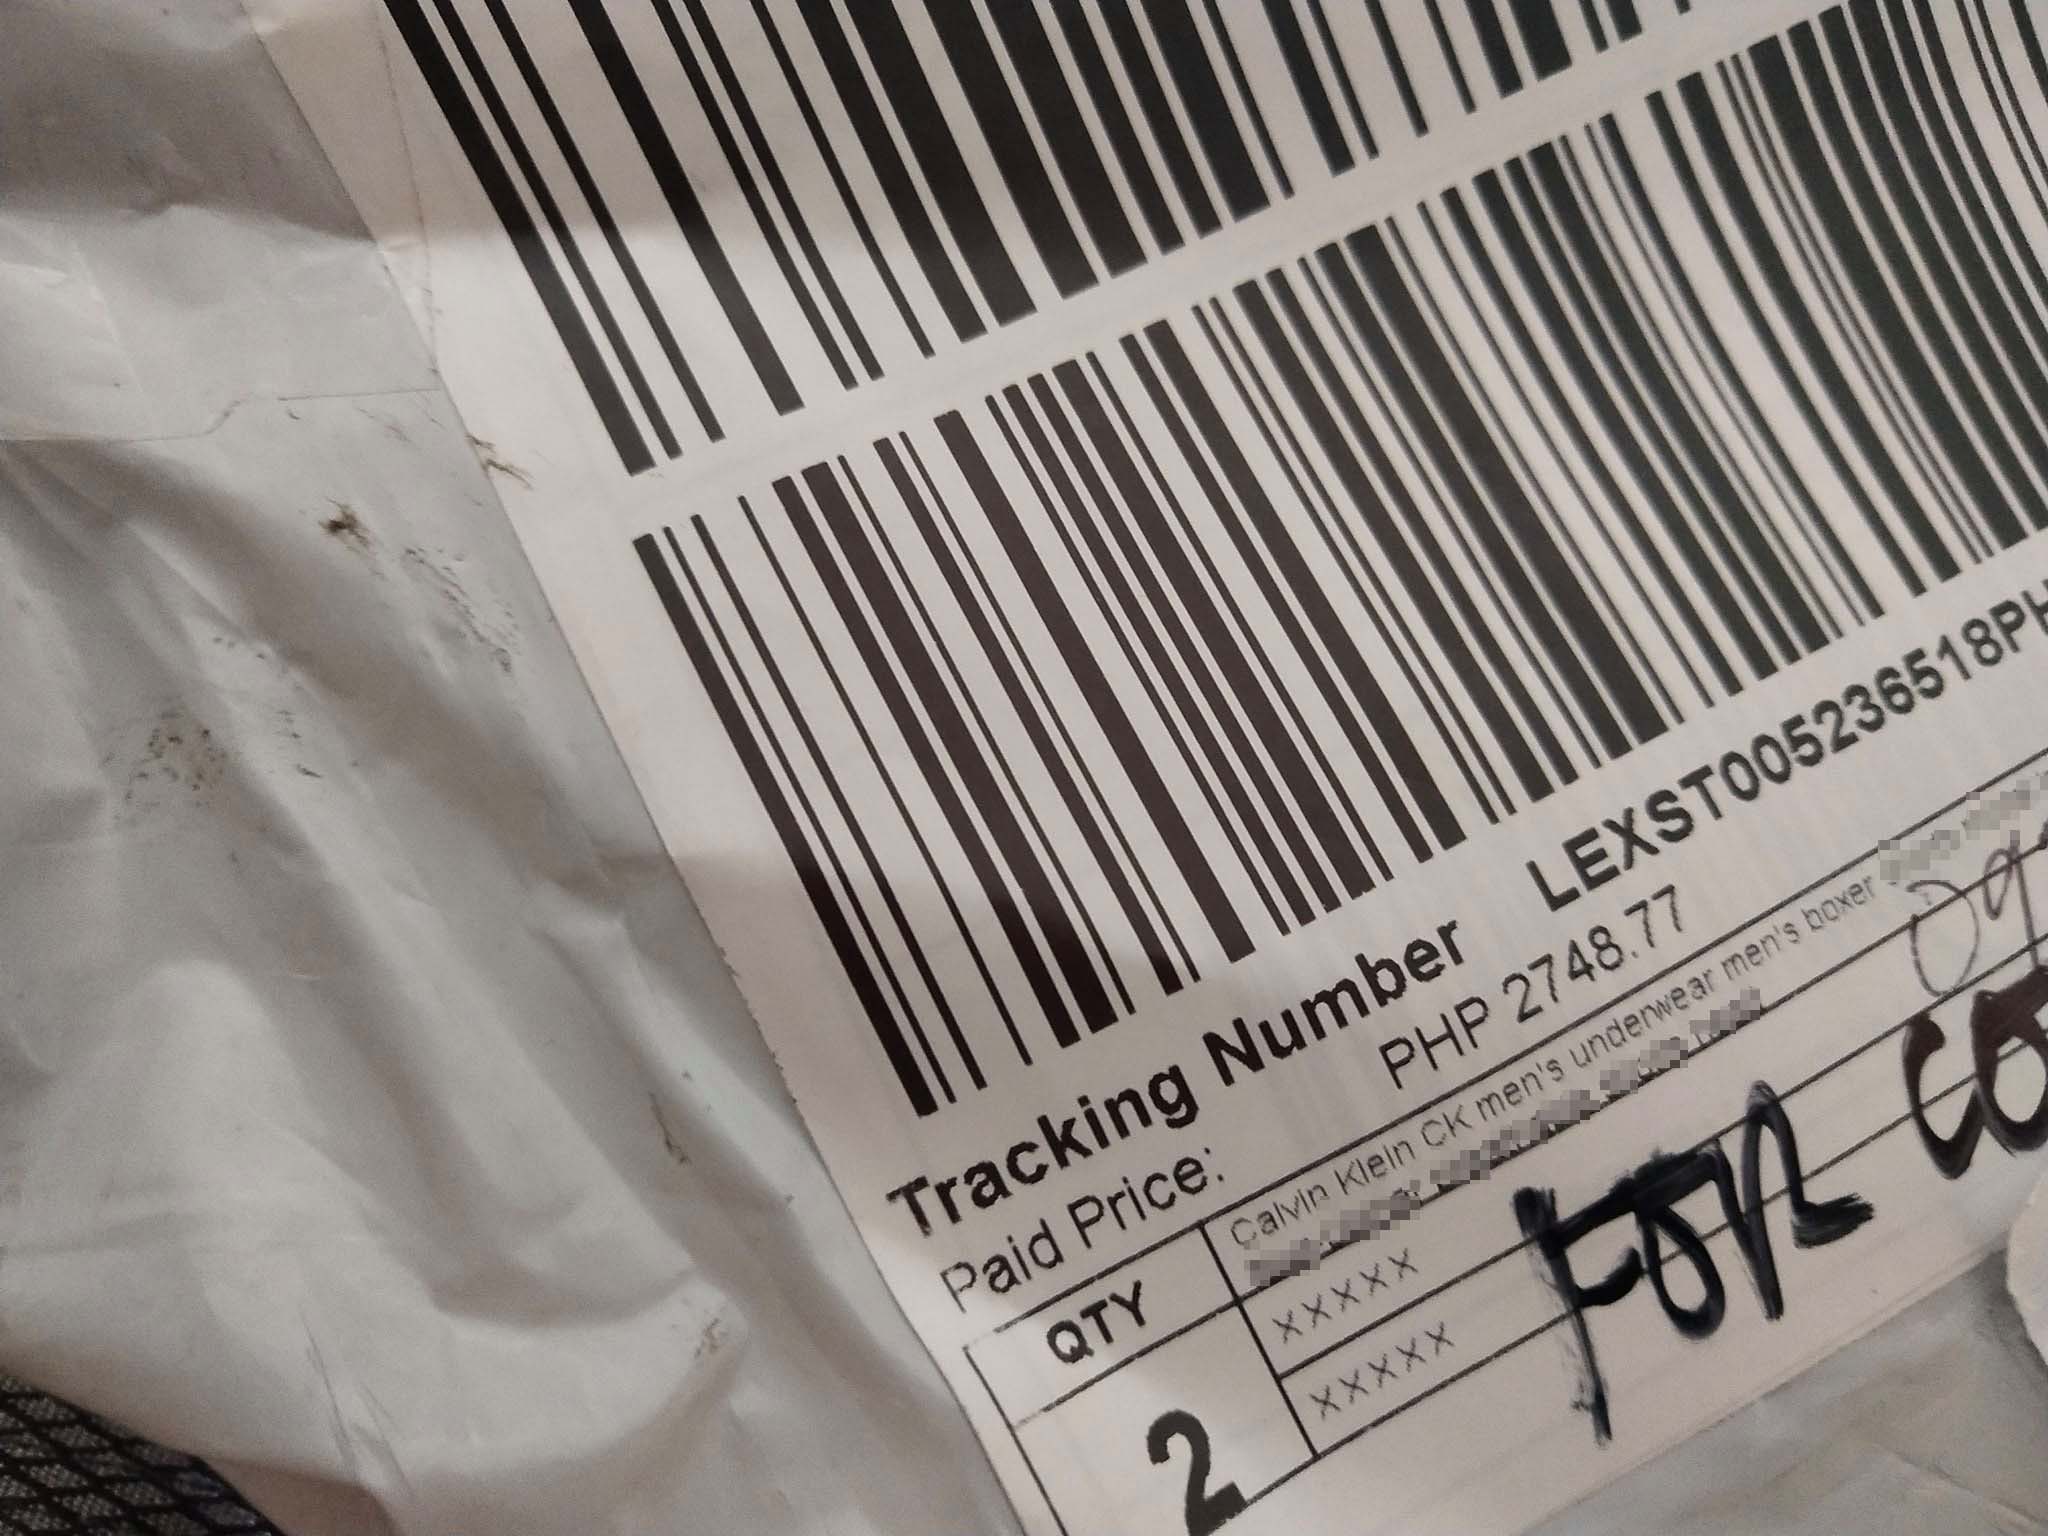 LEXST005236518PH
Tracking Number
Paid Price: PHP 2748.77
QTY
Calvin Klein CK men's underwear men's boxer
xxxxx
xxxxx
2
09
FOR